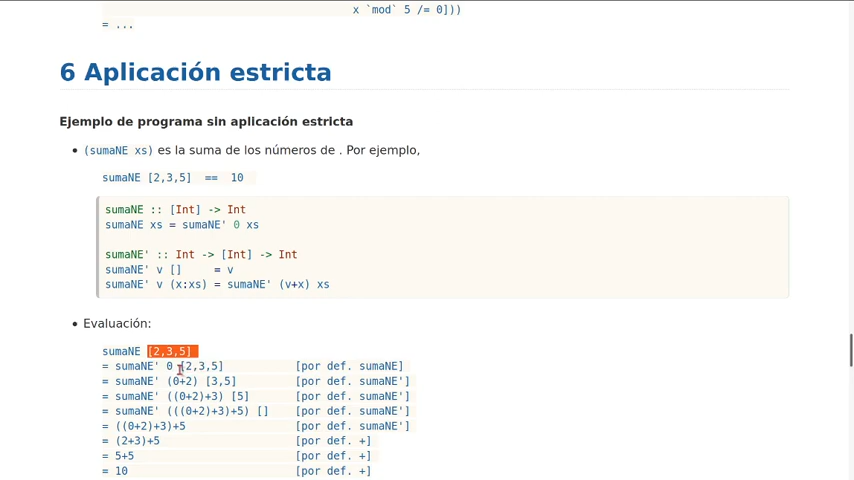 x `mod` 5 /= 0]))
= ...
6 Aplicación estricta
Ejemplo de programa sin aplicación estricta
• (sumaNE xs) es la suma de los números de . Por ejemplo,
sumaNE [2,3,5]  ==  10
sumaNE :: [Int] -> Int
sumaNE xs = sumaNE' 0 xs
sumaNE' :: Int -> [Int] -> Int
sumaNE' v []     = v
sumaNE' v (x:xs) = sumaNE' (v+x) xs
• Evaluación:
sumaNE [2,3,5]
= sumaNE' 0 [2,3,5]           [por def. sumaNE]
= sumaNE' (0+2) [3,5]         [por def. sumaNE']
= sumaNE' ((0+2)+3) [5]       [por def. sumaNE']
= sumaNE' (((0+2)+3)+5) []    [por def. sumaNE']
= ((0+2)+3)+5                 [por def. sumaNE']
= (2+3)+5                     [por def. +]
= 5+5                         [por def. +]
= 10                          [por def. +]